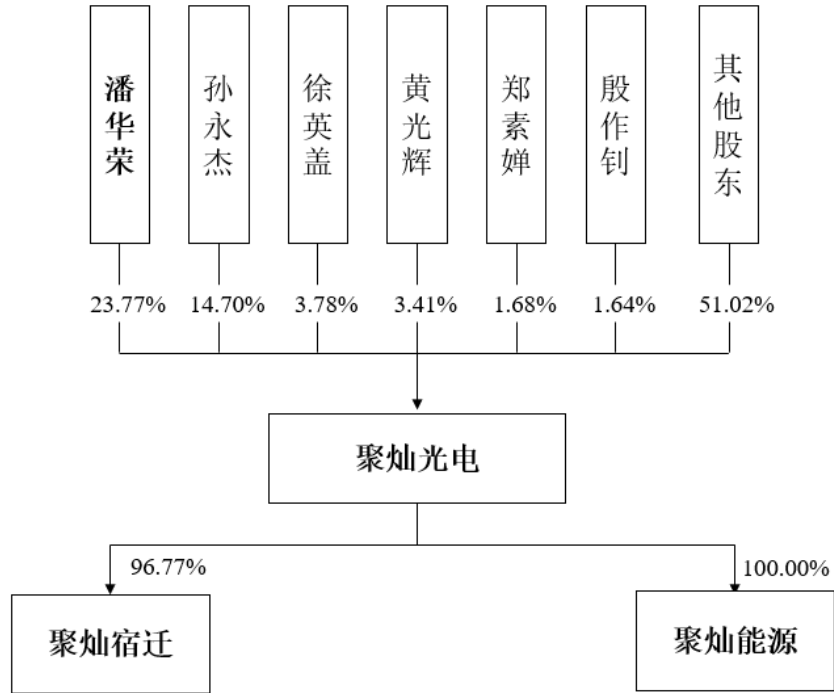 潘华荣
孙永杰
徐英盖
黄光辉
郑素婵
殷作钊
其他股东
23.77%
14.70%
3.78%
3.41%
1.68%
1.64%
51.02%
聚灿光电
96.77%
100.00%
聚灿宿迁
聚灿能源